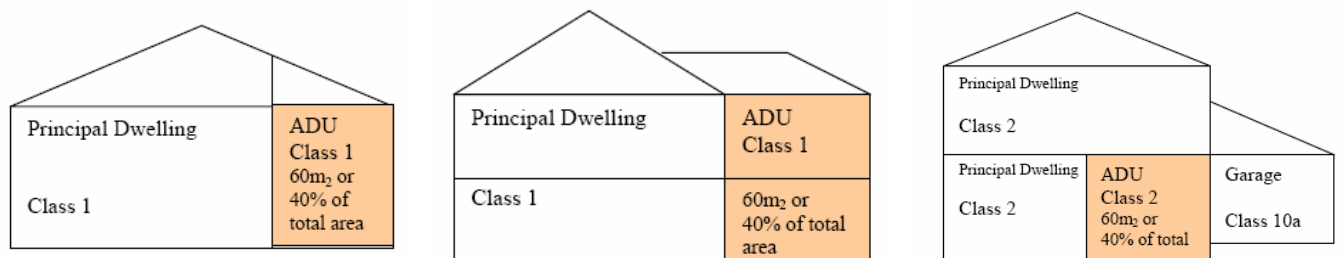 Principal Dwelling
Class 1
ADU
Class 1
60m₂ or
40% of
total area
Principal Dwelling
Class 1
ADU
Class 1
60m₂ or
40% of total
area
Principal Dwelling
Class 2
Principal Dwelling
Class 2
ADU
Class 2
60m₂ or
40% of total
Garage
Class 10a